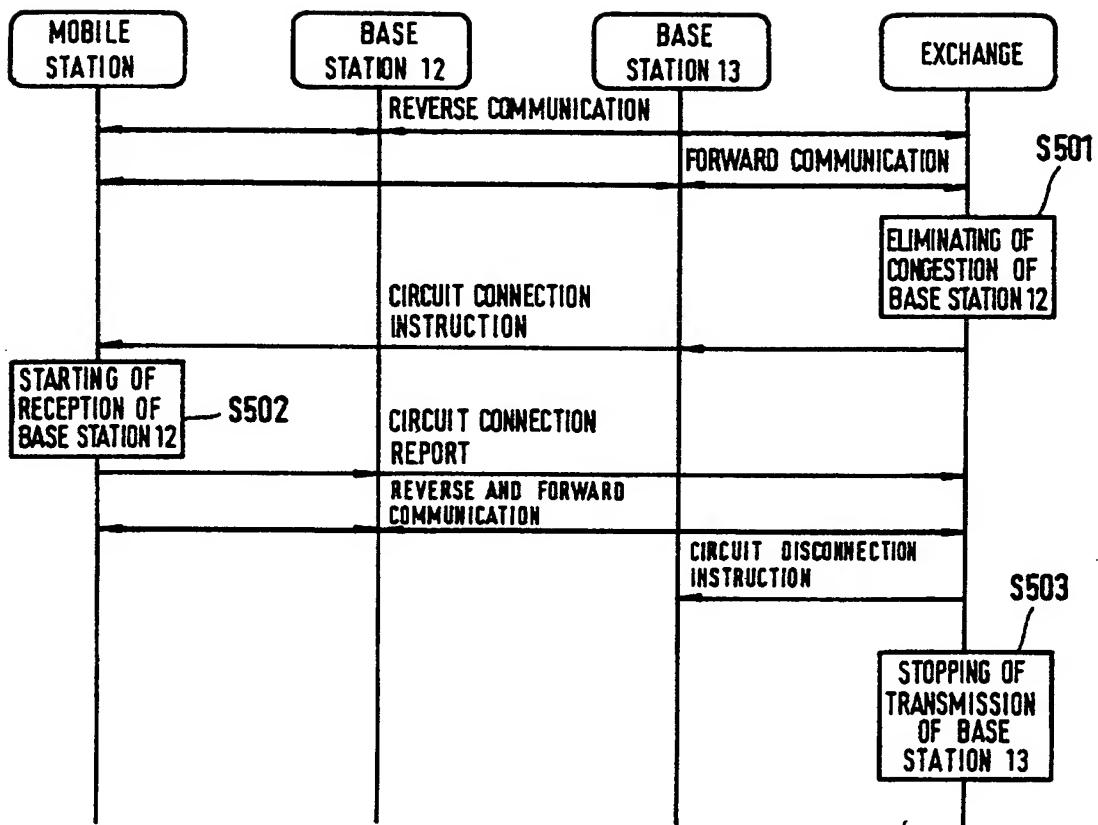 MOBILE
STATION
BASE
STATION 12
BASE
STATION 13
EXCHANGE
REVERSE COMMUNICATION
FORWARD COMMUNICATION
S501
ELIMINATING OF
CONGESTION OF
BASE STATION 12
CIRCUIT CONNECTION
INSTRUCTION
STARTING OF
RECEPTION OF
BASE STATION 12
S502
CIRCUIT CONNECTION
REPORT
REVERSE AND FORWARD
COMMUNICATION
CIRCUIT DISCONNECTION
INSTRUCTION
S503
STOPPING OF
TRANSMISSION
OF BASE
STATION 13